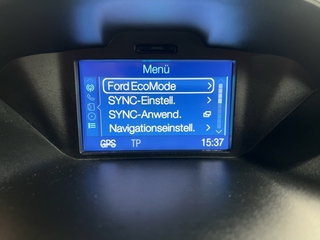 Menü
Ford EcoMode
SYNC-Einstell.
SYNC-Anwend.
Navigationseinstell.
GPS TP 15:37